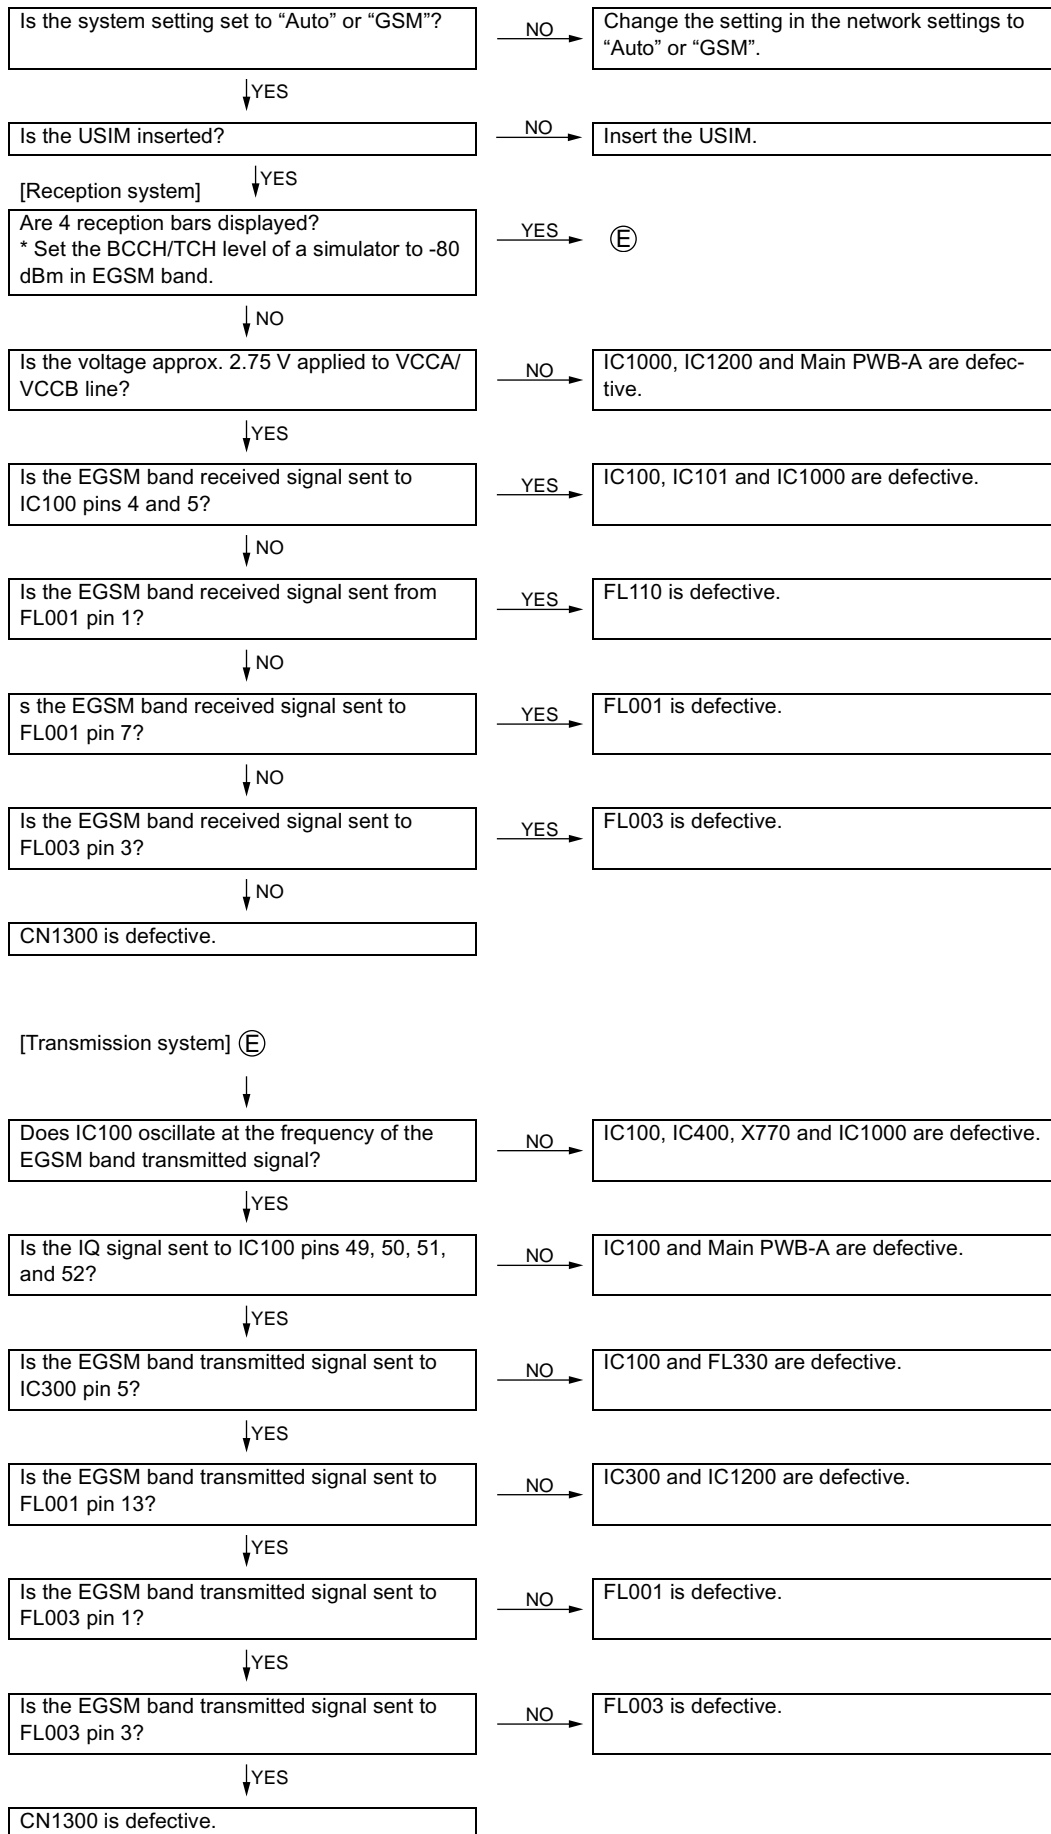 Is the system setting set to “Auto” or “GSM”?
NO
Change the setting in the network settings to
“Auto” or “GSM”.
YES
Is the USIM inserted?
NO
Insert the USIM.
YES
[Reception system]
Are 4 reception bars displayed?
* Set the BCCH/TCH level of a simulator to -80
dBm in EGSM band.
YES
E
NO
Is the voltage approx. 2.75 V applied to VCCA/
VCCB line?
NO
IC1000, IC1200 and Main PWB-A are defec-
tive.
YES
Is the EGSM band received signal sent to
IC100 pins 4 and 5?
YES
IC100, IC101 and IC1000 are defective.
NO
Is the EGSM band received signal sent from
FL001 pin 1?
YES
FL110 is defective.
NO
s the EGSM band received signal sent to
FL001 pin 7?
YES
FL001 is defective.
NO
Is the EGSM band received signal sent to
FL003 pin 3?
YES
FL003 is defective.
NO
CN1300 is defective.
[Transmission system] E
Does IC100 oscillate at the frequency of the
EGSM band transmitted signal?
NO
IC100, IC400, X770 and IC1000 are defective.
YES
Is the IQ signal sent to IC100 pins 49, 50, 51,
and 52?
NO
IC100 and Main PWB-A are defective.
YES
Is the EGSM band transmitted signal sent to
IC300 pin 5?
NO
IC100 and FL330 are defective.
YES
Is the EGSM band transmitted signal sent to
FL001 pin 13?
NO
IC300 and IC1200 are defective.
YES
Is the EGSM band transmitted signal sent to
FL003 pin 1?
NO
FL001 is defective.
YES
Is the EGSM band transmitted signal sent to
FL003 pin 3?
NO
FL003 is defective.
YES
CN1300 is defective.